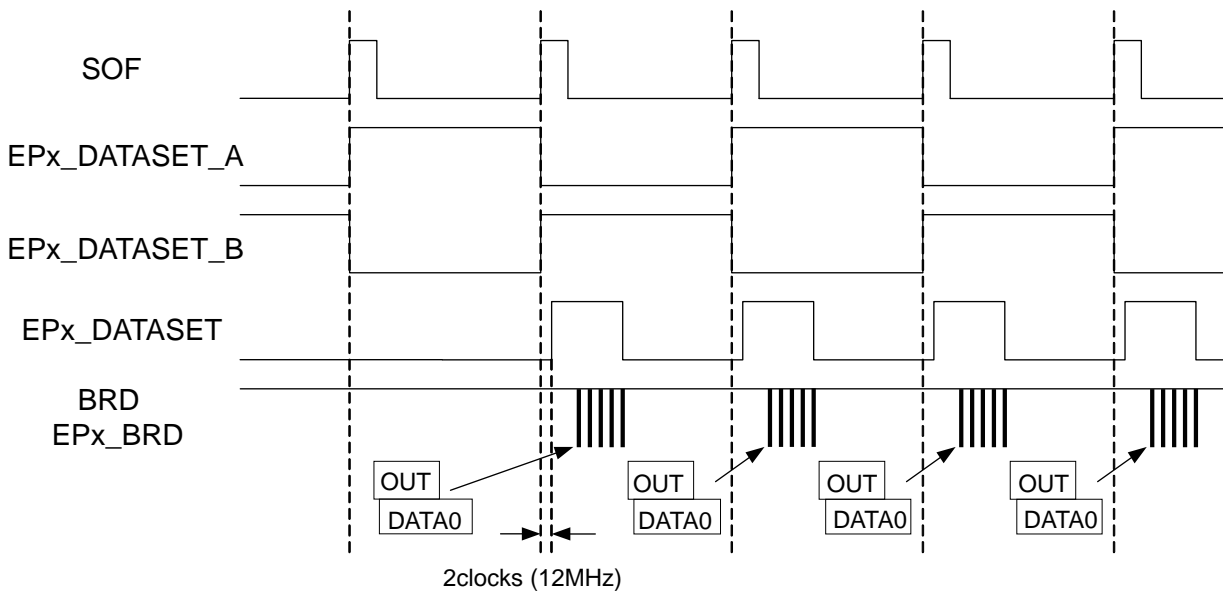 SOF
EPx_DATASET_A
EPx_DATASET_B
EPx_DATASET
BRD
EPx_BRD
OUT
DATA0
OUT
DATA0
OUT
DATA0
OUT
DATA0
2clocks (12MHz)